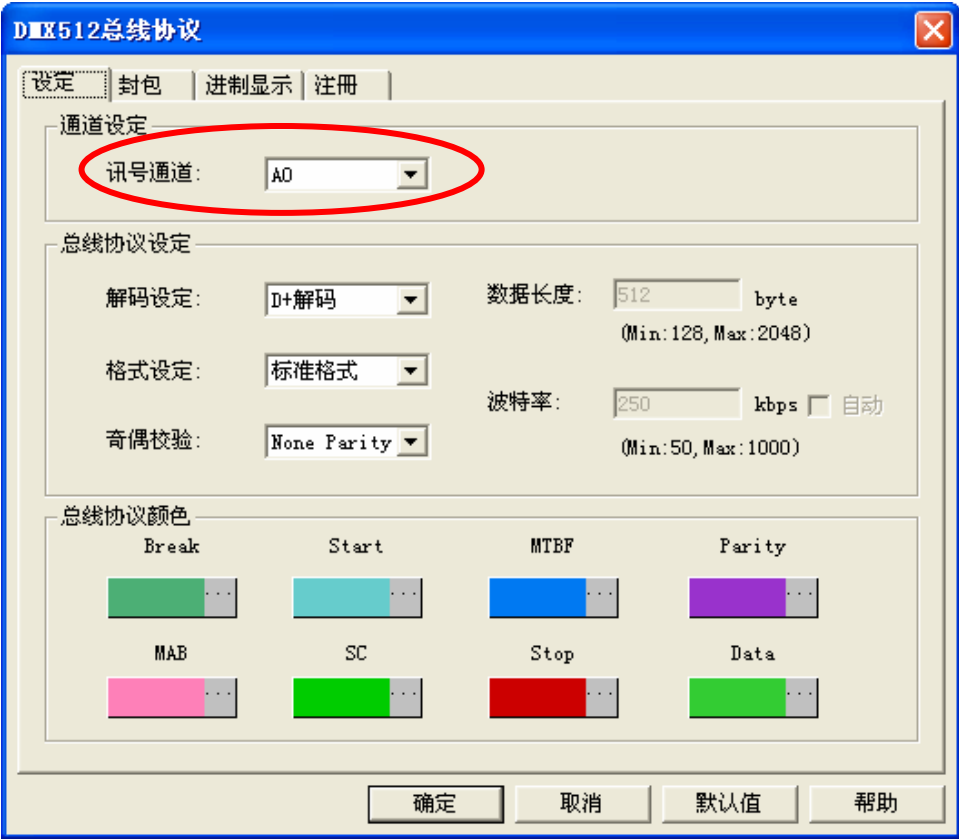 DMX512总线协议
设定 封包 进制显示 注册
通道设定
讯号通道: A0
总线协议设定
解码设定: D+解码 数据长度: 512 byte
(Min:128,Max:2048)
格式设定: 标准格式
波特率: 250 kbps 自动
奇偶校验: None Parity
(Min:50,Max:1000)
总线协议颜色
Break Start MTBF Parity
... ... ... ...
MAB SC Stop Data
... ... ... ...
确定 取消 默认值 帮助